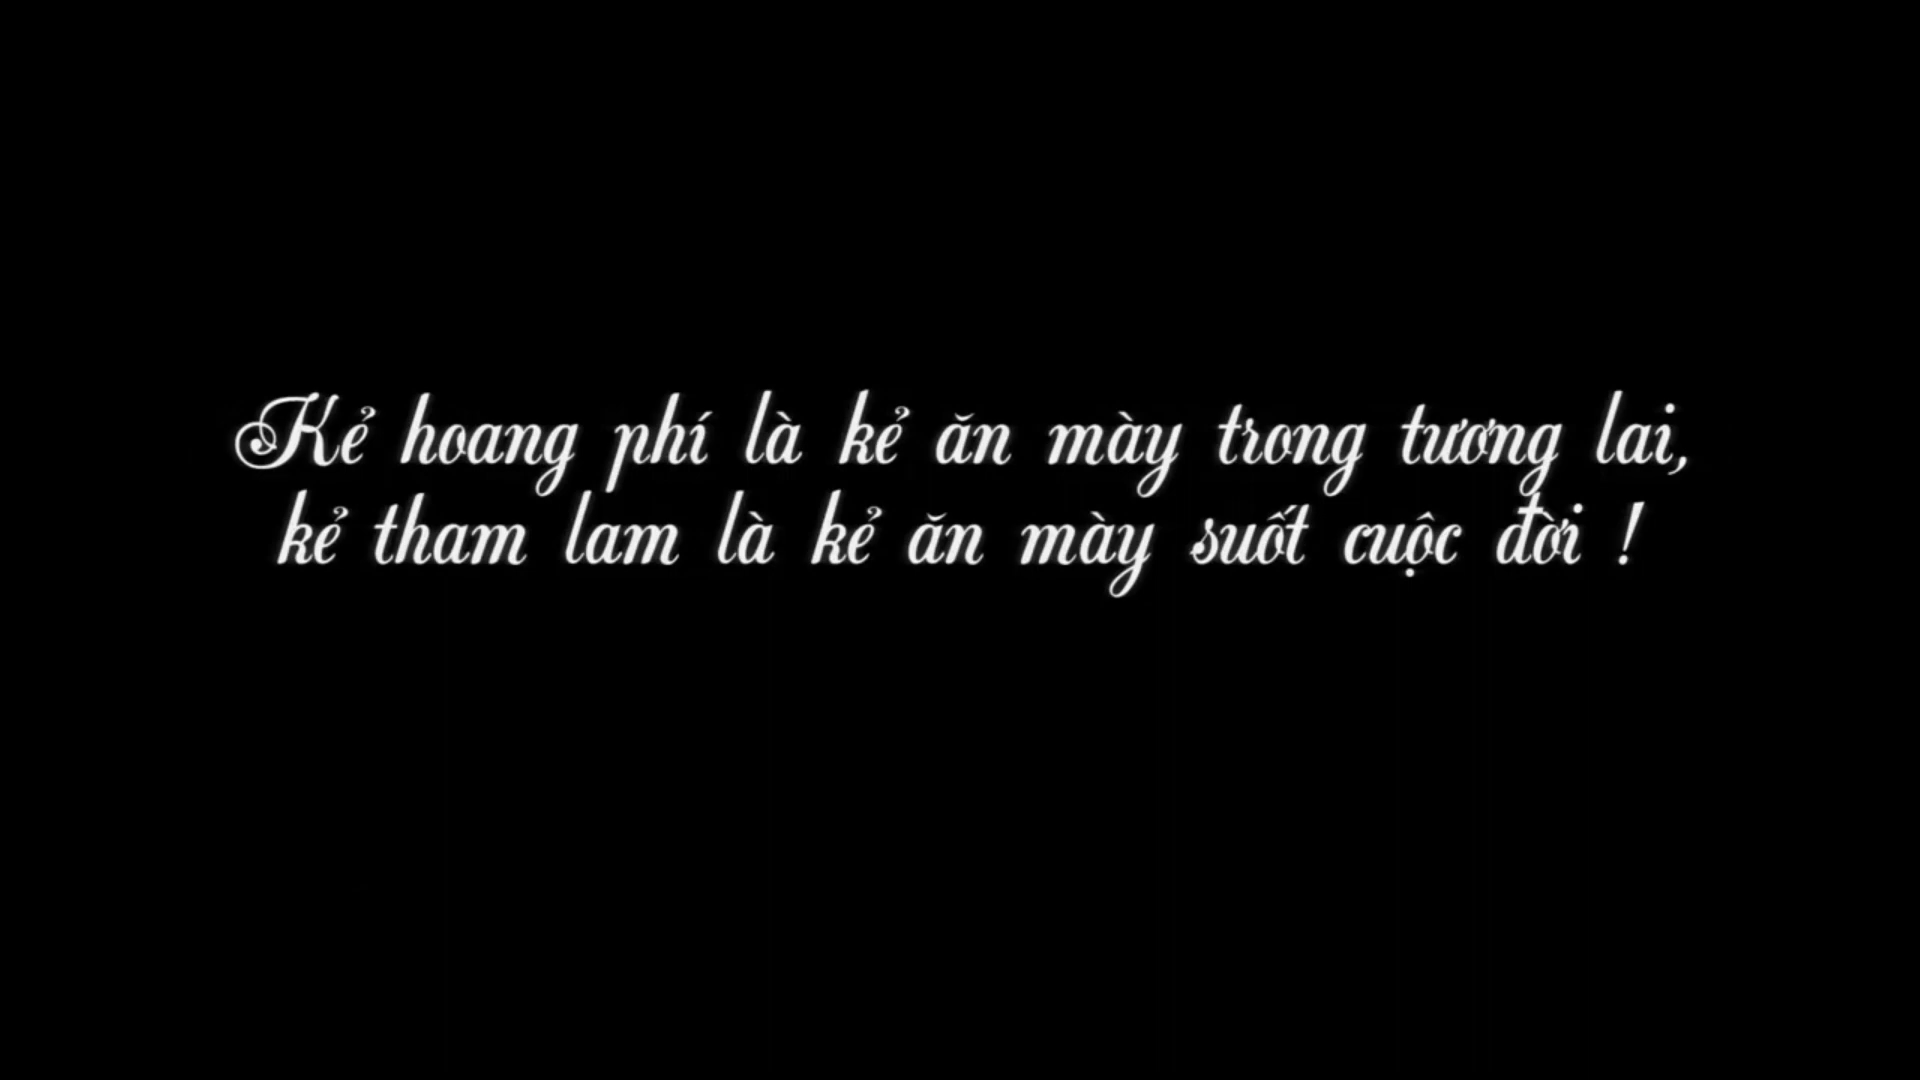 Kẻ hoang phí là kẻ ăn mày trong tương lai,
kẻ tham lam là kẻ ăn mày suốt cuộc đời !